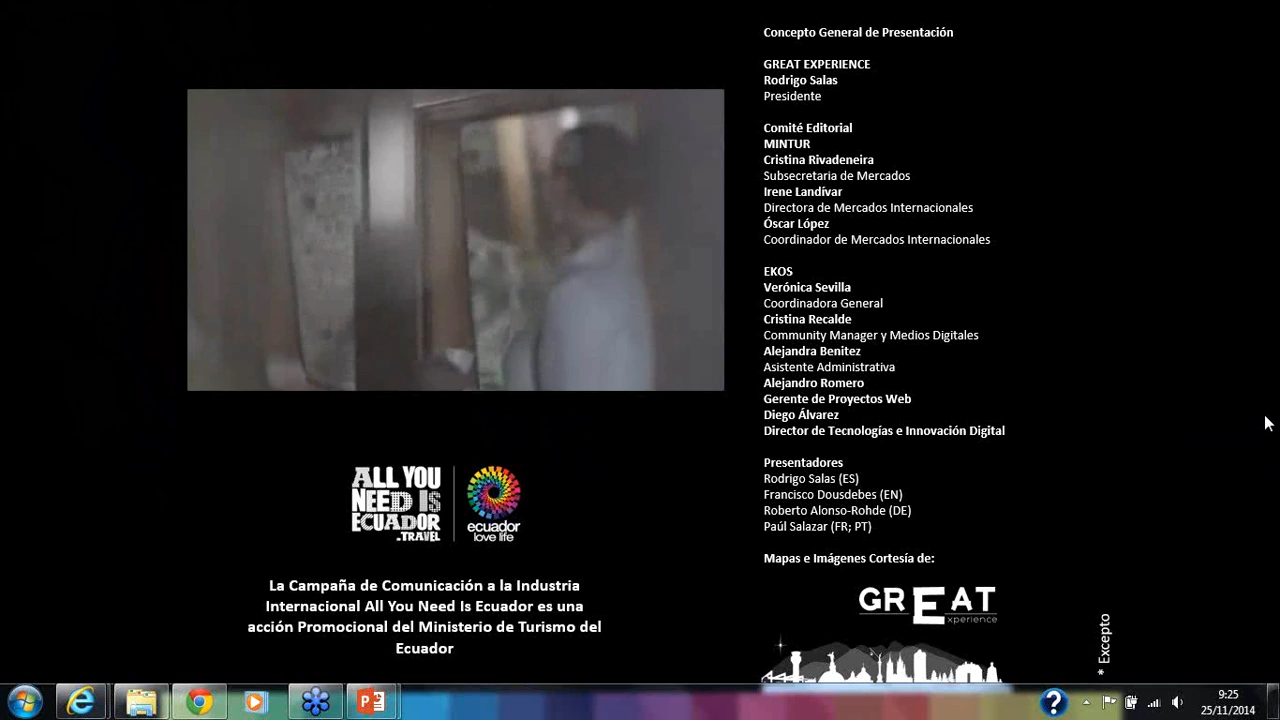 Concepto General de Presentación
GREAT EXPERIENCE
Rodrigo Salas
Presidente
Comité Editorial
MINTUR
Cristina Rivadeneira
Subsecretaria de Mercados
Irene Landívar
Directora de Mercados Internacionales
Óscar López
Coordinador de Mercados Internacionales
EKOS
Verónica Sevilla
Coordinadora General
Cristina Recalde
Community Manager y Medios Digitales
Alejandra Benitez
Asistente Administrativa
Alejandro Romero
Gerente de Proyectos Web
Diego Álvarez
Director de Tecnologías e Innovación Digital
Presentadores
Rodrigo Salas (ES)
Francisco Dousdebes (EN)
Roberto Alonso-Rohde (DE)
Paúl Salazar (FR; PT)
Mapas e Imágenes Cortesía de:
GREAT
xperience
* Excepto
ALL YOU
NEED IS
ECUADOR
.TRAVEL
ecuador
love life
La Campaña de Comunicación a la Industria
Internacional All You Need Is Ecuador es una
acción Promocional del Ministerio de Turismo del
Ecuador
9:25
25/11/2014